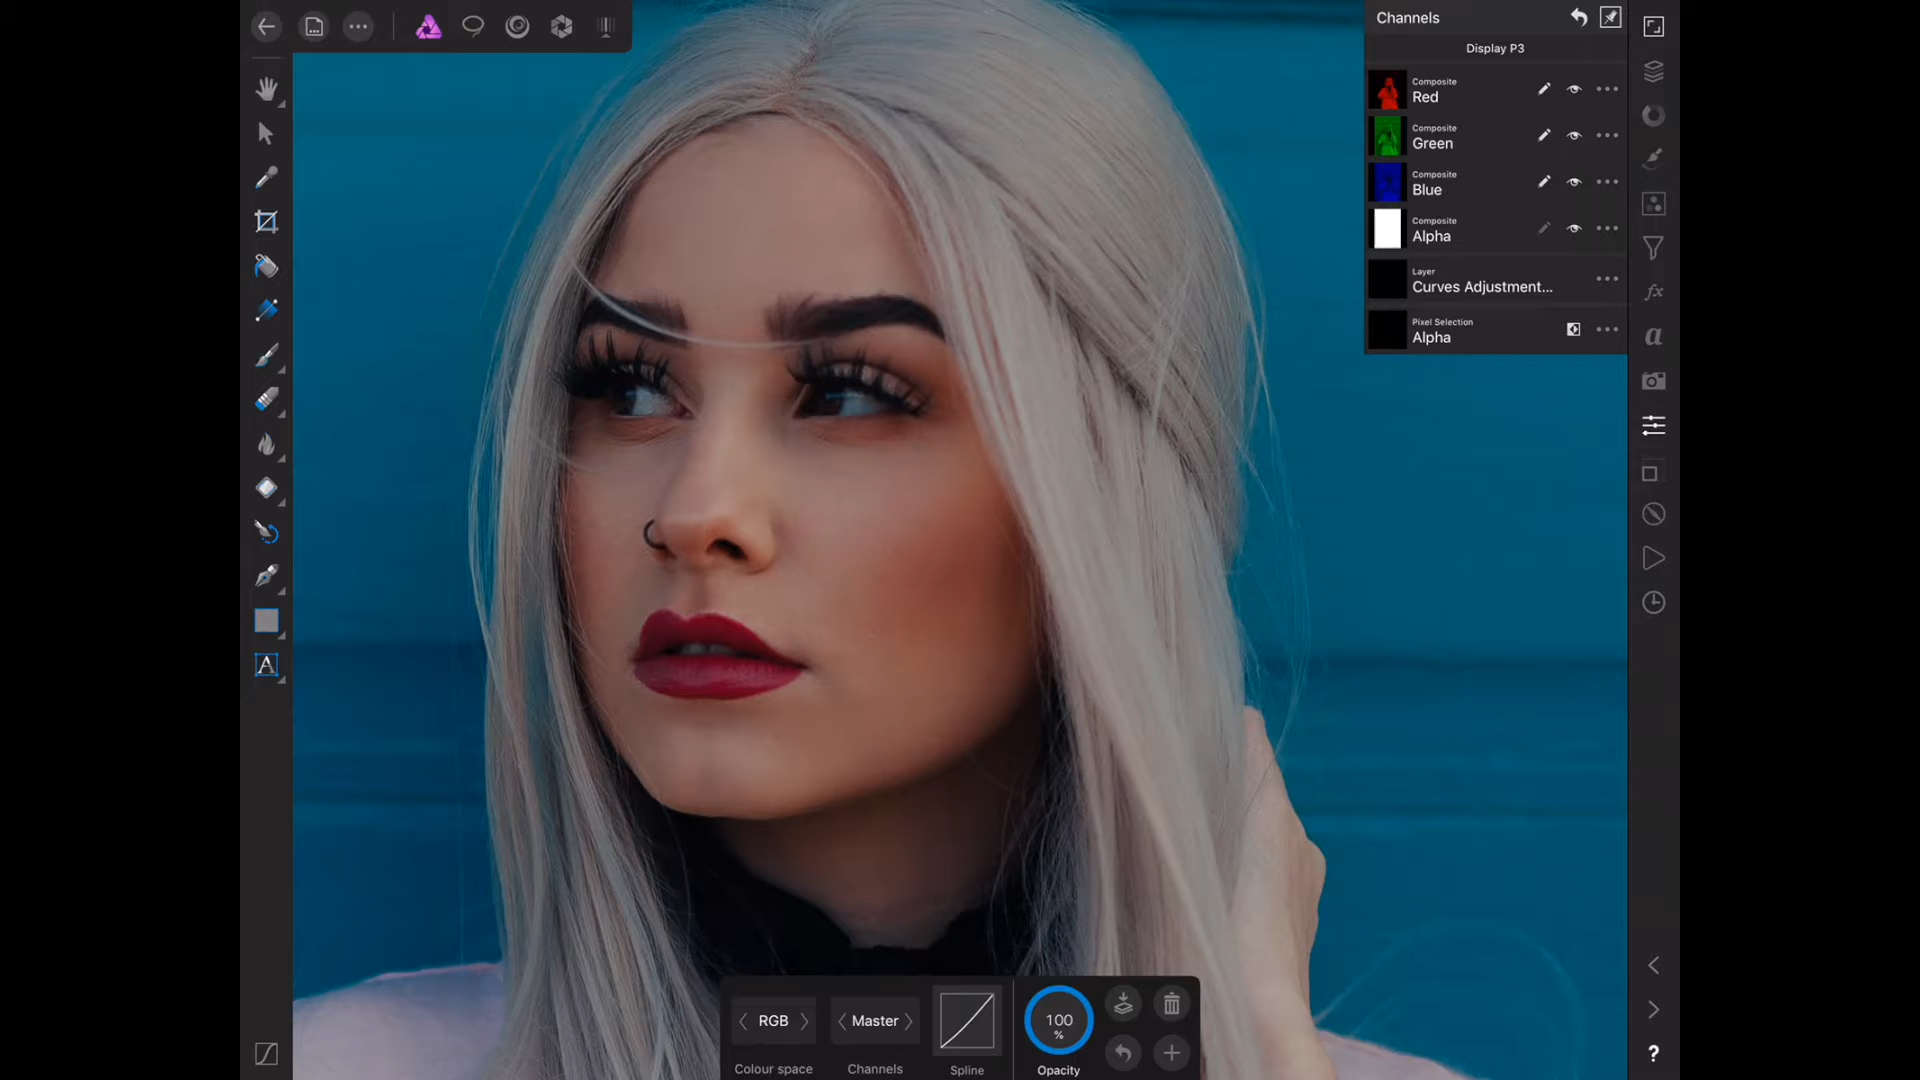 Channels
Display P3
Composite
Red
Composite
Green
Composite
Blue
Composite
Alpha
Layer
Curves Adjustment...
Pixel Selection
Alpha
fx
a
A
RGB
Master
100
%
Colour space
Channels
Spline
Opacity
?